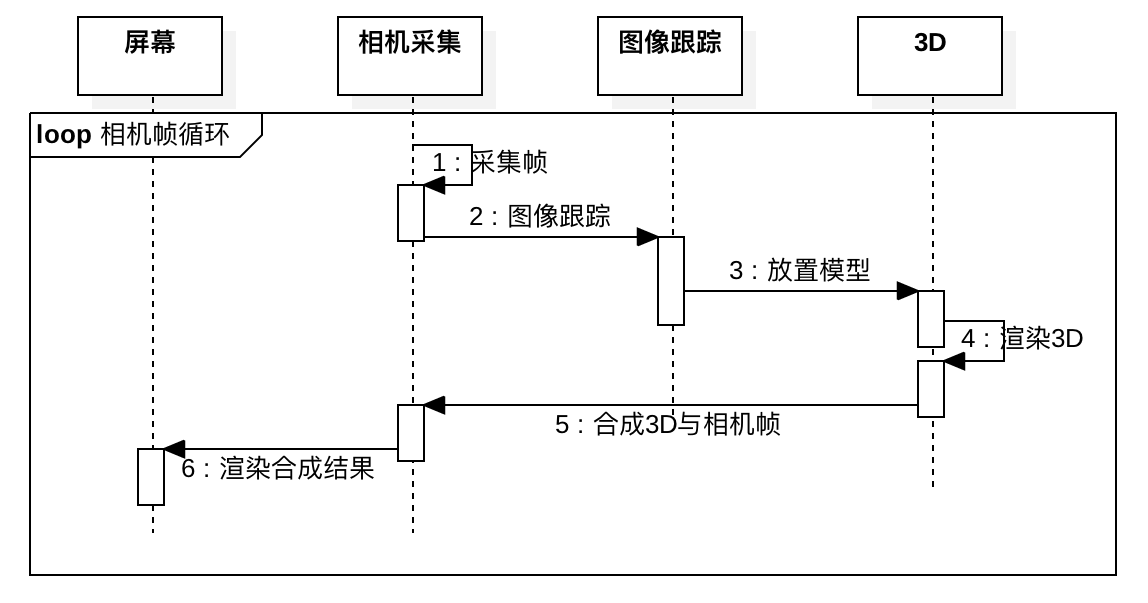 屏幕
相机采集
图像跟踪
3D
loop 相机帧循环
1 : 采集帧
2 : 图像跟踪
3 : 放置模型
4 : 渲染3D
5 : 合成3D与相机帧
6 : 渲染合成结果